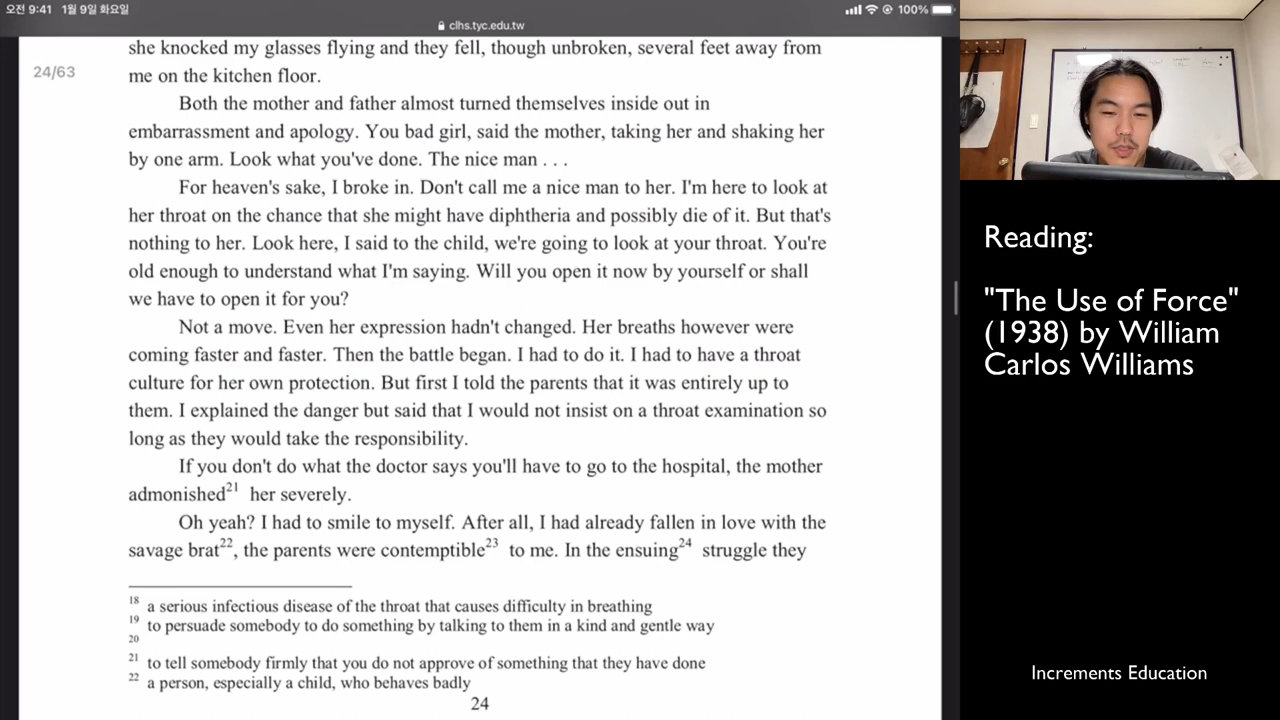 오전 9:41 1월 9일 화요일
100%
clhs.tyc.edu.tw
24/63
she knocked my glasses flying and they fell, though unbroken, several feet away from
me on the kitchen floor.
Both the mother and father almost turned themselves inside out in
embarrassment and apology. You bad girl, said the mother, taking her and shaking her
by one arm. Look what you've done. The nice man . . .
For heaven's sake, I broke in. Don't call me a nice man to her. I'm here to look at
her throat on the chance that she might have diphtheria and possibly die of it. But that's
nothing to her. Look here, I said to the child, we're going to look at your throat. You're
old enough to understand what I'm saying. Will you open it now by yourself or shall
we have to open it for you?
Not a move. Even her expression hadn't changed. Her breaths however were
coming faster and faster. Then the battle began. I had to do it. I had to have a throat
culture for her own protection. But first I told the parents that it was entirely up to
them. I explained the danger but said that I would not insist on a throat examination so
long as they would take the responsibility.
If you don't do what the doctor says you'll have to go to the hospital, the mother
admonished21 her severely.
Oh yeah? I had to smile to myself. After all, I had already fallen in love with the
savage brat22, the parents were contemptible23 to me. In the ensuing24 struggle they
18 a serious infectious disease of the throat that causes difficulty in breathing
19 to persuade somebody to do something by talking to them in a kind and gentle way
20
21 to tell somebody firmly that you do not approve of something that they have done
22 a person, especially a child, who behaves badly
24
Reading:
"The Use of Force"
(1938) by William
Carlos Williams
Increments Education